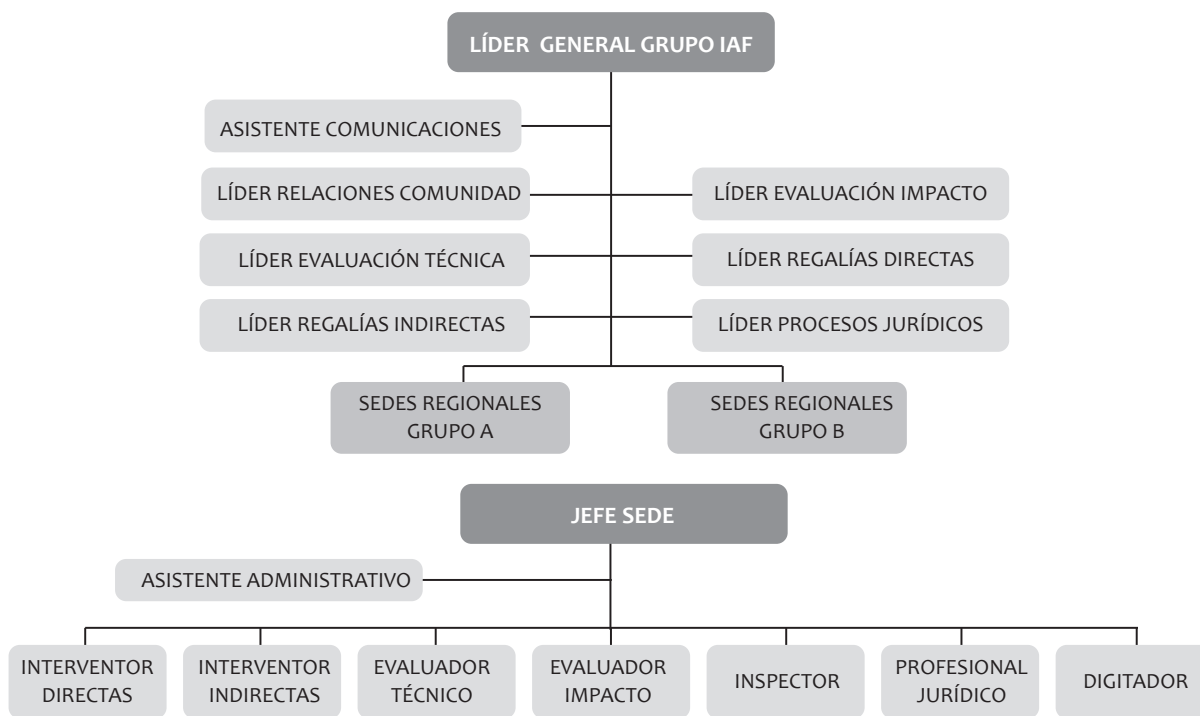 LÍDER GENERAL GRUPO IAF
ASISTENTE COMUNICACIONES
LÍDER RELACIONES COMUNIDAD
LÍDER EVALUACIÓN IMPACTO
LÍDER EVALUACIÓN TÉCNICA
LÍDER REGALÍAS DIRECTAS
LÍDER REGALÍAS INDIRECTAS
LÍDER PROCESOS JURÍDICOS
SEDES REGIONALES
GRUPO A
SEDES REGIONALES
GRUPO B
JEFE SEDE
ASISTENTE ADMINISTRATIVO
INTERVENTOR
DIRECTAS
INTERVENTOR
INDIRECTAS
EVALUADOR
TÉCNICO
EVALUADOR
IMPACTO
INSPECTOR
PROFESIONAL
JURÍDICO
DIGITADOR